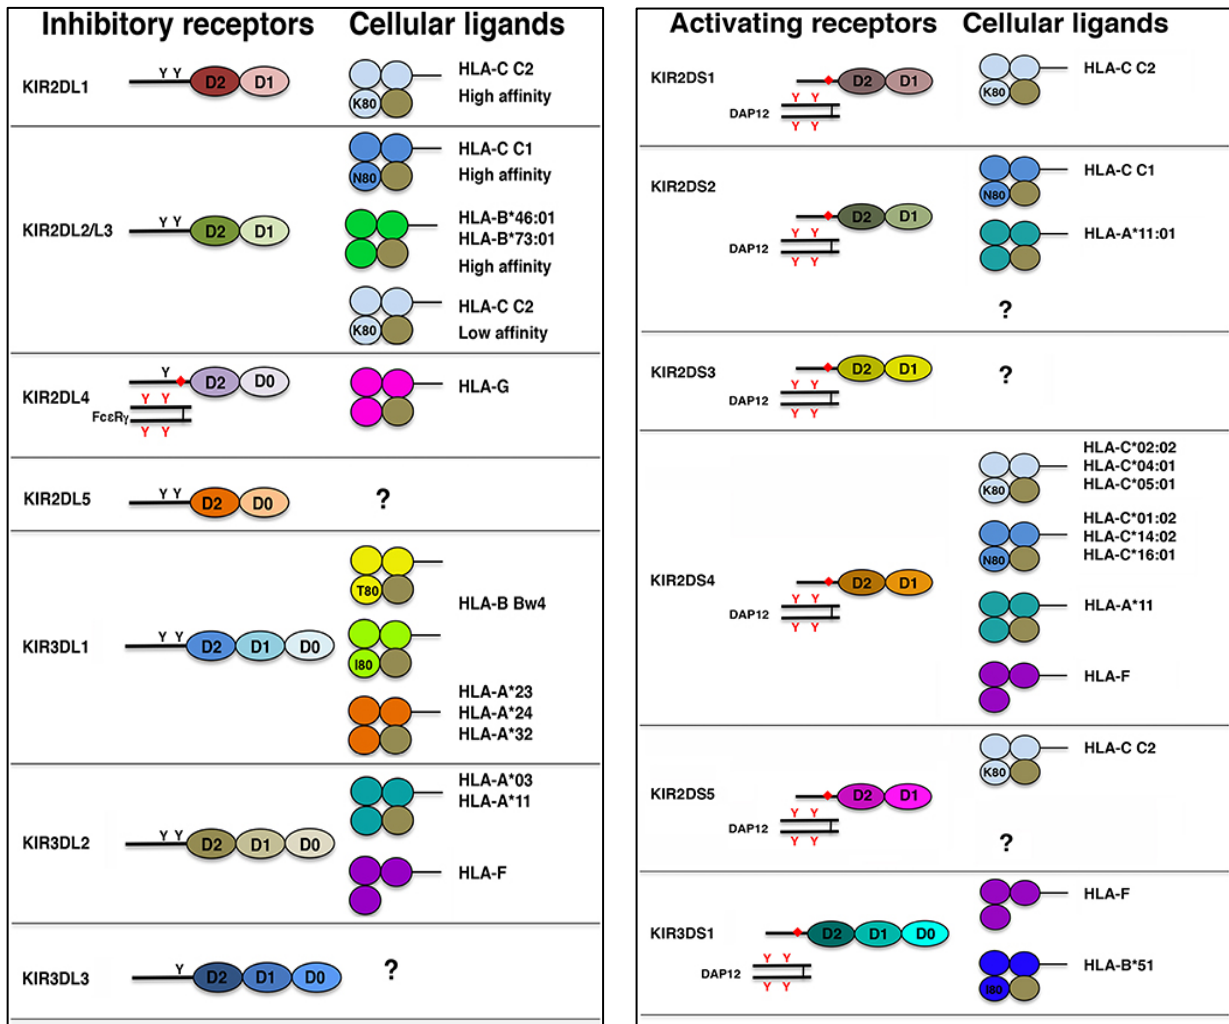 Inhibitory receptors Cellular ligands
KIR2DL1
Y Y
D2 D1
K80
HLA-C C2
High affinity
KIR2DL2/L3
Y Y
D2 D1
N80
HLA-C C1
High affinity
HLA-B*46:01
HLA-B*73:01
High affinity
K80
HLA-C C2
Low affinity
KIR2DL4
Y
D2 D0
Y Y
FcεRγ
Y Y
HLA-G
KIR2DL5
Y Y
D2 D0
?
KIR3DL1
Y Y
D2 D1 D0
T80
HLA-B Bw4
I80
HLA-A*23
HLA-A*24
HLA-A*32
KIR3DL2
Y Y
D2 D1 D0
HLA-A*03
HLA-A*11
HLA-F
KIR3DL3
Y
D2 D1 D0
?
Activating receptors Cellular ligands
KIR2DS1
D2 D1
Y Y
DAP12
Y Y
K80
HLA-C C2
KIR2DS2
D2 D1
Y Y
DAP12
Y Y
N80
HLA-C C1
HLA-A*11:01
?
KIR2DS3
D2 D1
Y Y
DAP12
Y Y
?
KIR2DS4
D2 D1
Y Y
DAP12
Y Y
K80
HLA-C*02:02
HLA-C*04:01
HLA-C*05:01
N80
HLA-C*01:02
HLA-C*14:02
HLA-C*16:01
HLA-A*11
HLA-F
KIR2DS5
D2 D1
Y Y
DAP12
Y Y
K80
HLA-C C2
?
KIR3DS1
D2 D1 D0
Y Y
DAP12
Y Y
HLA-F
I80
HLA-B*51